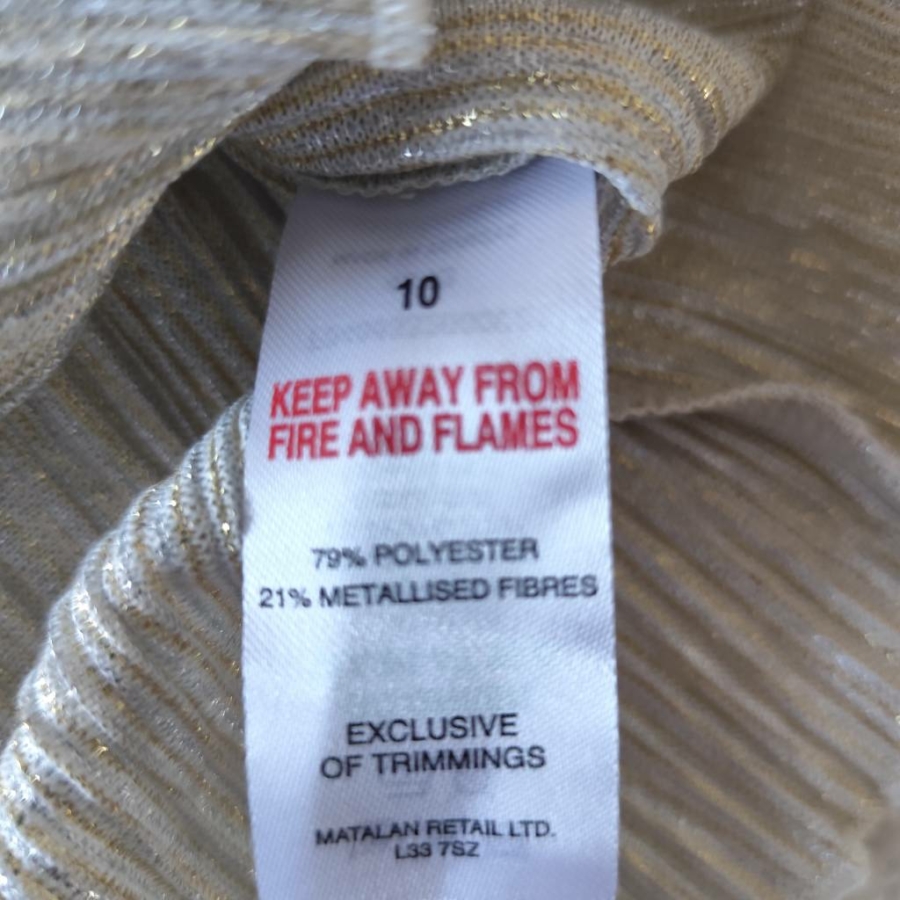 10
KEEP AWAY FROM
FIRE AND FLAMES
79% POLYESTER
21% METALLISED FIBRES
EXCLUSIVE
OF TRIMMINGS
MATALAN RETAIL LTD.
L33 7SZ